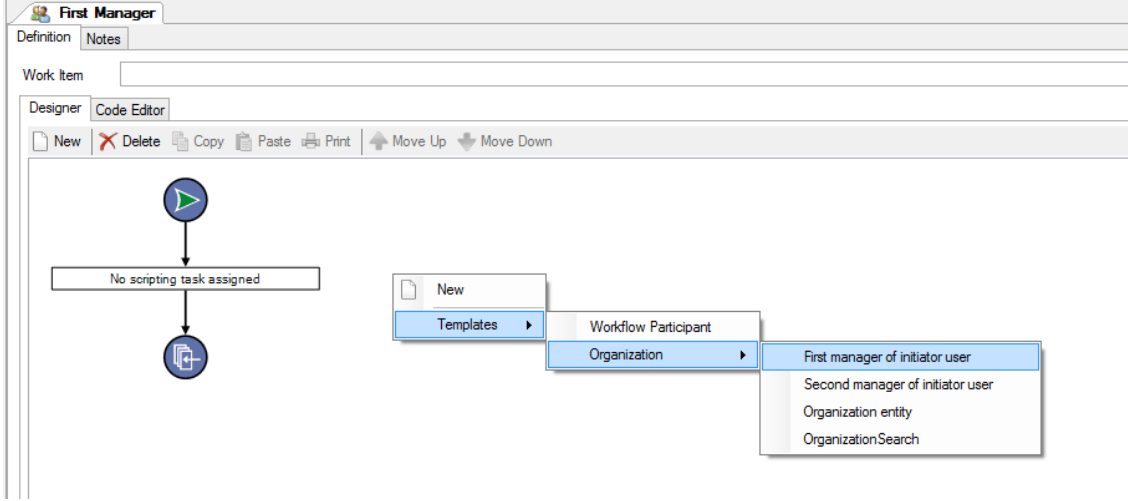 First Manager
Definition Notes
Work Item
Designer Code Editor
New Delete Copy Paste Print Move Up Move Down
No scripting task assigned
New
Templates Workflow Participant
Organization First manager of initiator user
Second manager of initiator user
Organization entity
OrganizationSearch